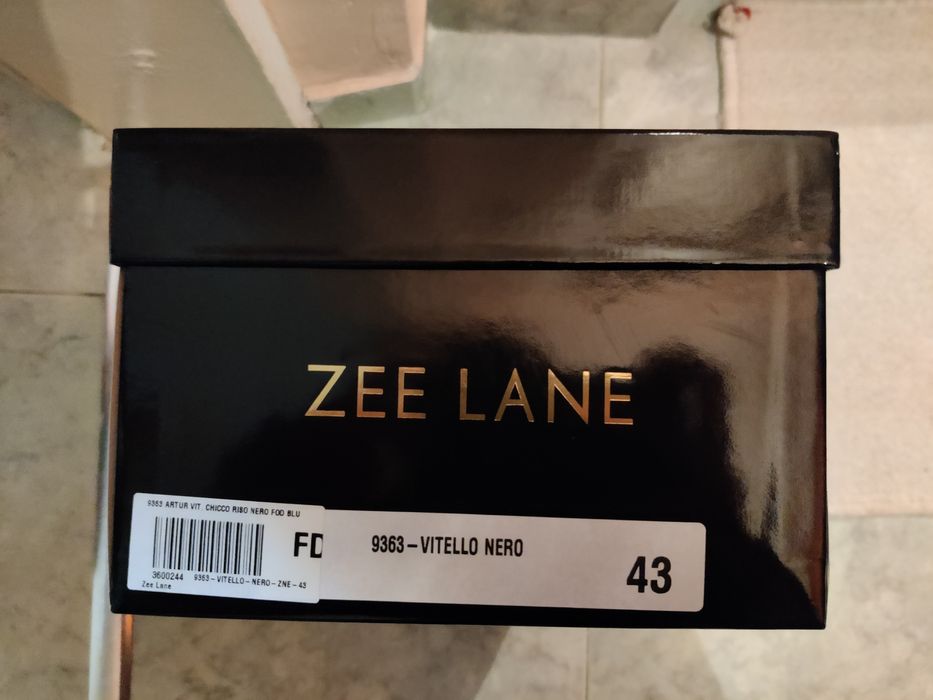 ZEE LANE
9363 ARTUR VIT. CHICCO RISO NERO FOD BLU
3600244 9363-VITELLO-NERO-ZNE-43
Zee Lane
FD
9363-VITELLO NERO
43